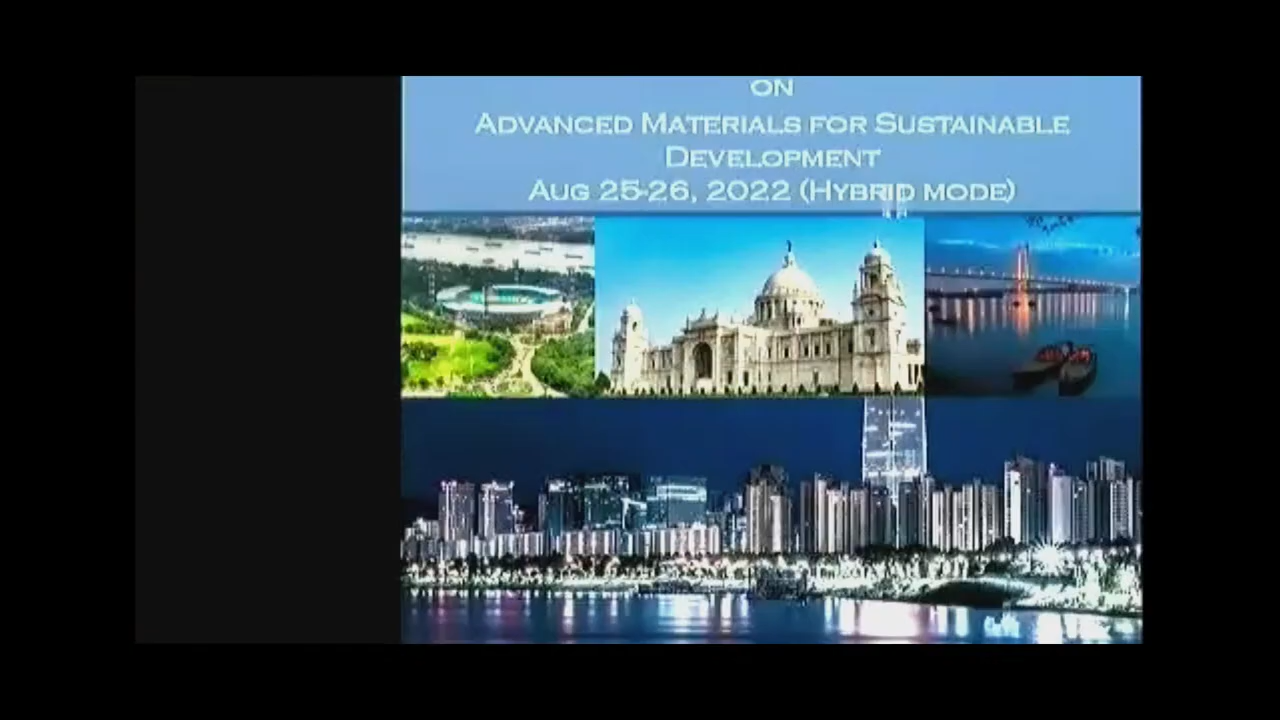 ON
ADVANCED MATERIALS FOR SUSTAINABLE
DEVELOPMENT
AUG 25-26, 2022 (HYBRID MODE)